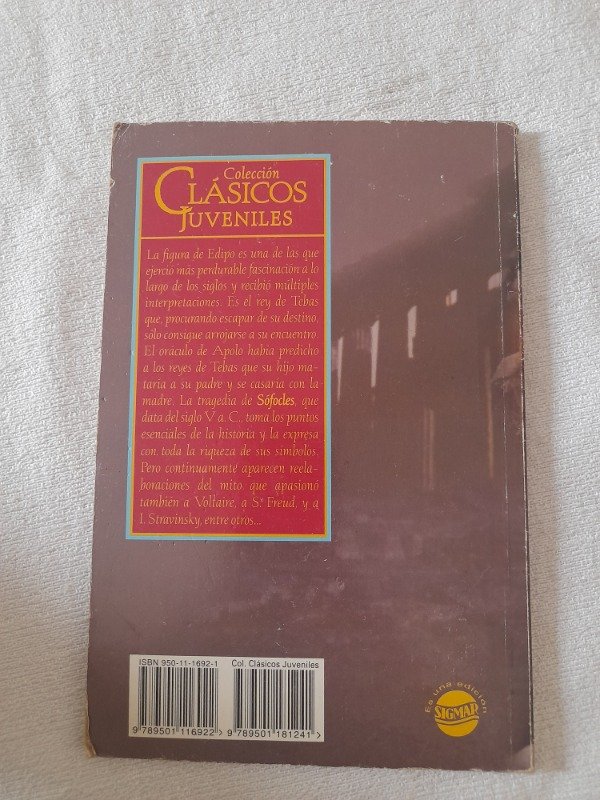 Colección
CLÁSICOS
JUVENILES
La figura de Edipo es una de las que
ejerció más perdurable fascinación a lo
largo de los siglos y recibió múltiples
interpretaciones. Es el rey de Tebas
que, procurando escapar de su destino,
sólo consigue arrojarse a su encuentro.
El oráculo de Apolo había predicho
a los reyes de Tebas que su hijo ma-
taría a su padre y se casaría con la
madre. La tragedia de Sófocles, que
data del siglo V a. C., toma los puntos
esenciales de la historia y la expresa
con toda la riqueza de sus símbolos.
Pero continuamente aparecen reela-
boraciones del mito que apasionó
también a Voltaire, a S. Freud, y a
I. Stravinsky, entre otros...
ISBN 950-11-1692-1
Col. Clásicos Juveniles
9 789501 116922 >
9 789501 181241 >
Es una edición
SIGMAR